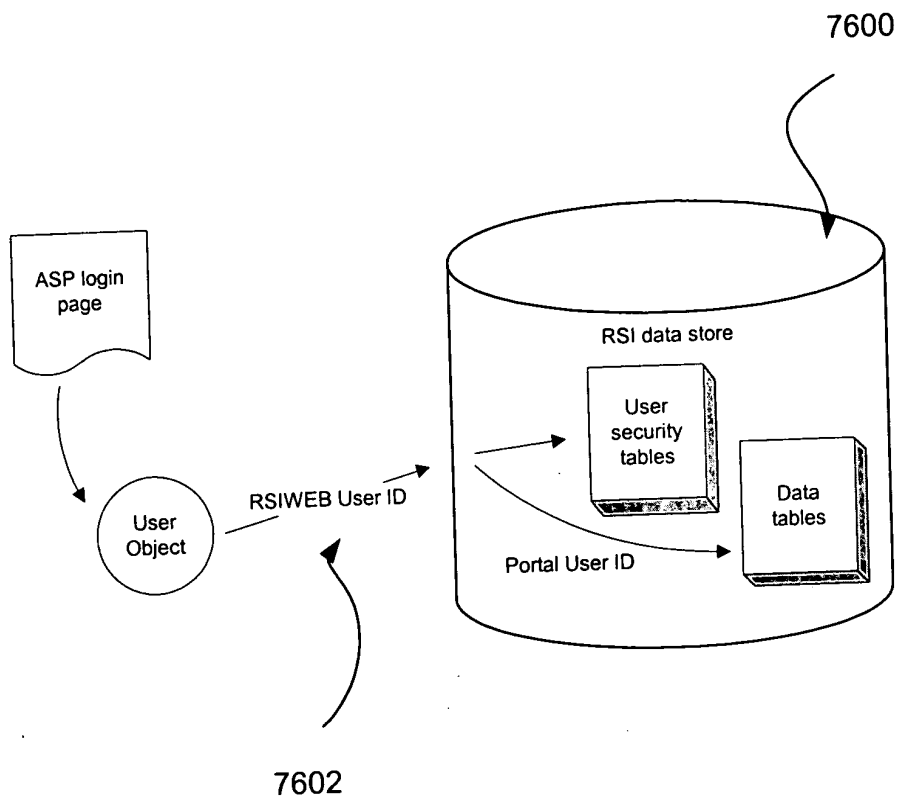 7600
ASP login
page
RSI data store
User
security
tables
RSIWEB User ID
User
Object
Data
tables
Portal User ID
7602